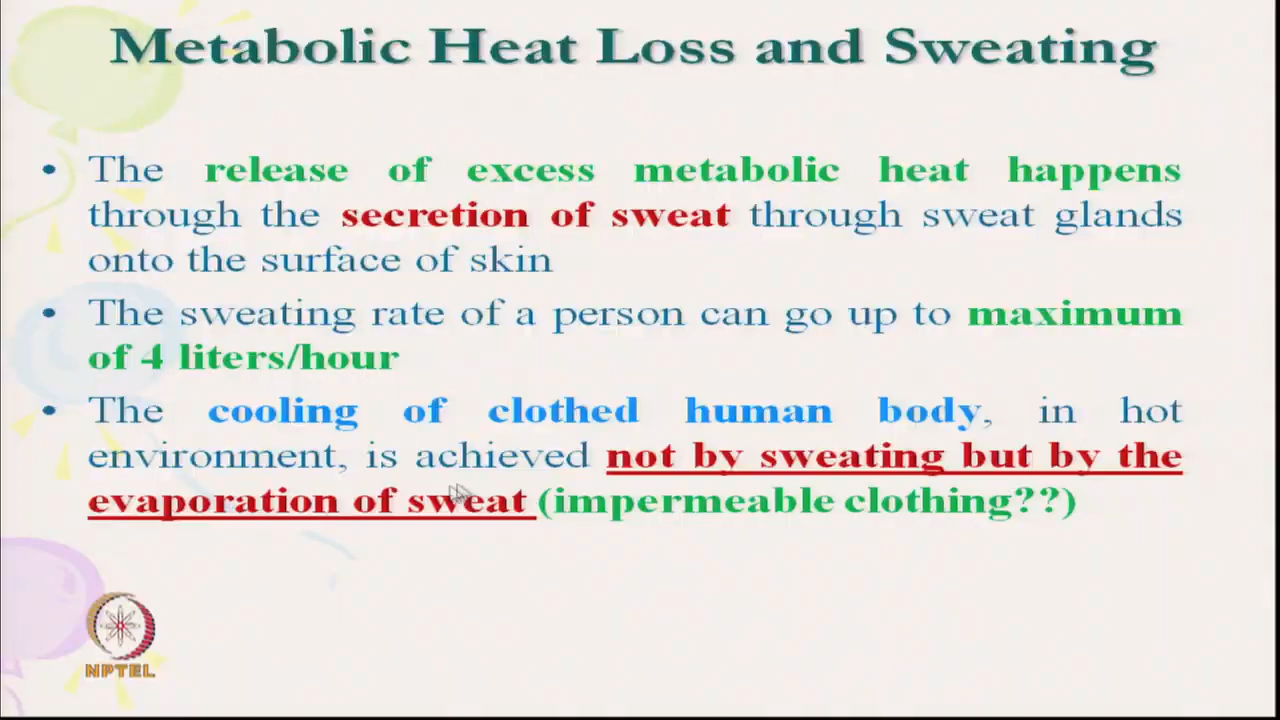 Metabolic Heat Loss and Sweating
• The release of excess metabolic heat happens
through the secretion of sweat through sweat glands
onto the surface of skin
• The sweating rate of a person can go up to maximum
of 4 liters/hour
• The cooling of clothed human body, in hot
environment, is achieved not by sweating but by the
evaporation of sweat (impermeable clothing??)
NPTEL